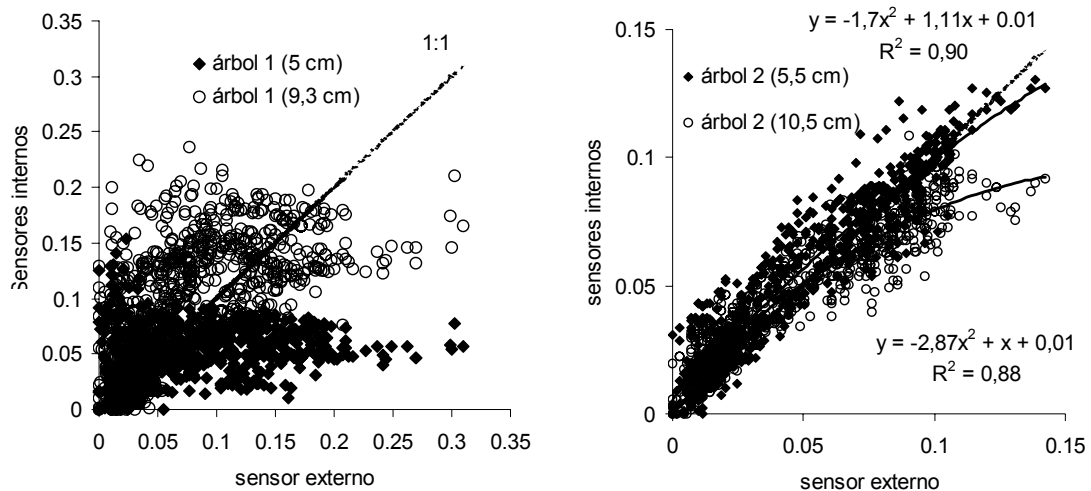 0.35
0.3
0.25
0.2
0.15
0.1
0.05
0
0 0.05 0.1 0.15 0.2 0.25 0.3 0.35
sensor externo
Sensores internos
1:1
árbol 1 (5 cm)
árbol 1 (9,3 cm)
y = -1,7x² + 1,11x + 0.01
R² = 0,90
árbol 2 (5,5 cm)
árbol 2 (10,5 cm)
0.15
0.1
0.05
0
0 0.05 0.1 0.15
sensor externo
sensores internos
y = -2,87x² + x + 0,01
R² = 0,88